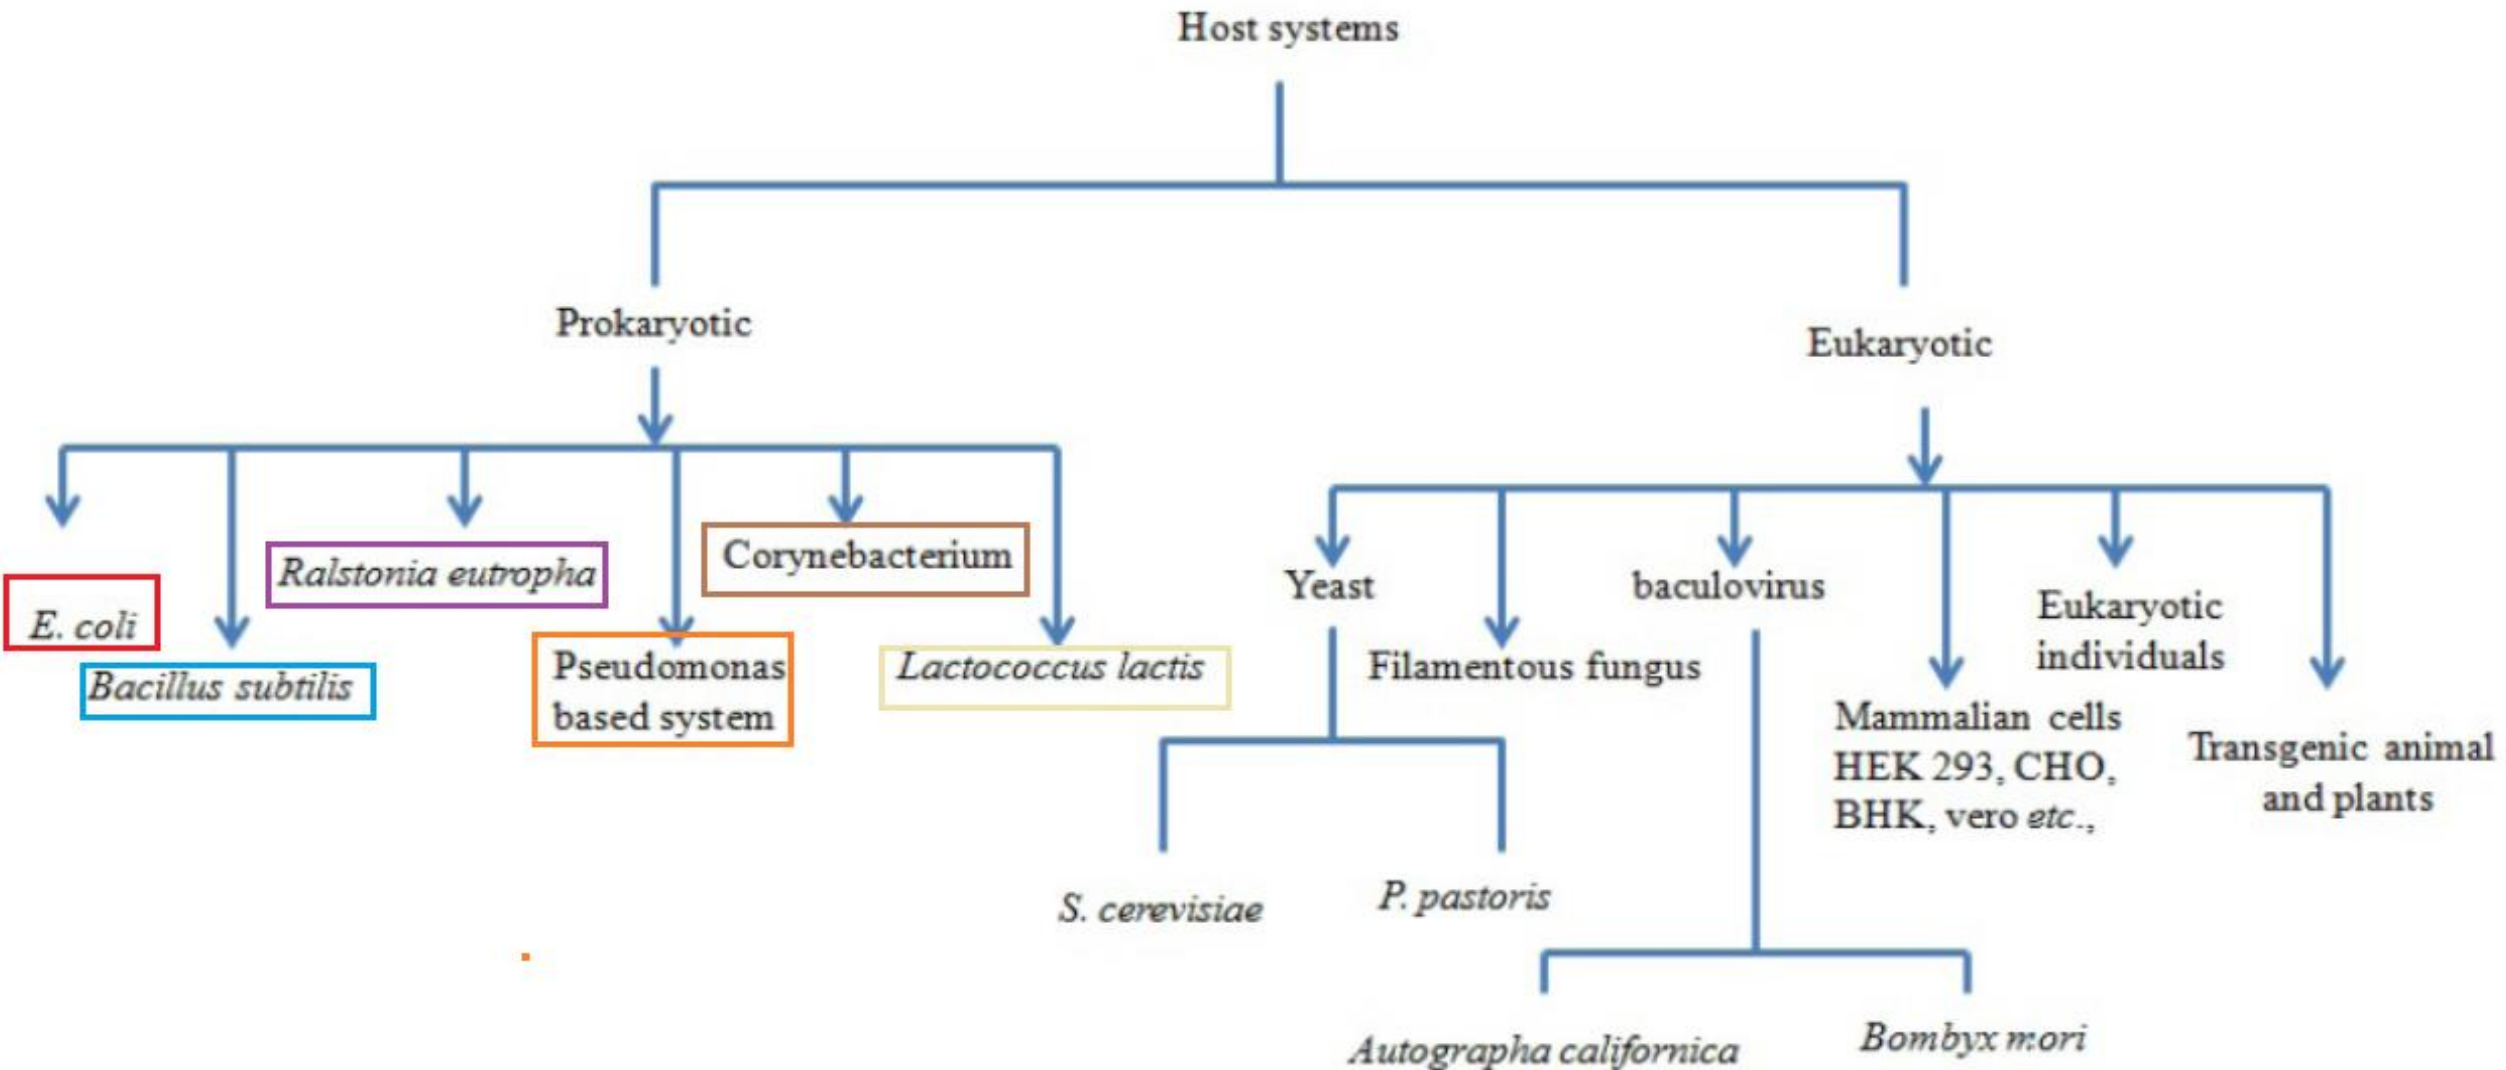 Host systems
Prokaryotic
Eukaryotic
E. coli
Bacillus subtilis
Ralstonia eutropha
Pseudomonas
based system
Corynebacterium
Lactococcus lactis
Yeast
Filamentous fungus
baculovirus
Mammalian cells
HEK 293, CHO,
BHK, vero etc.,
Eukaryotic
individuals
Transgenic animal
and plants
S. cerevisiae
P. pastoris
Autographa californica
Bombyx mori